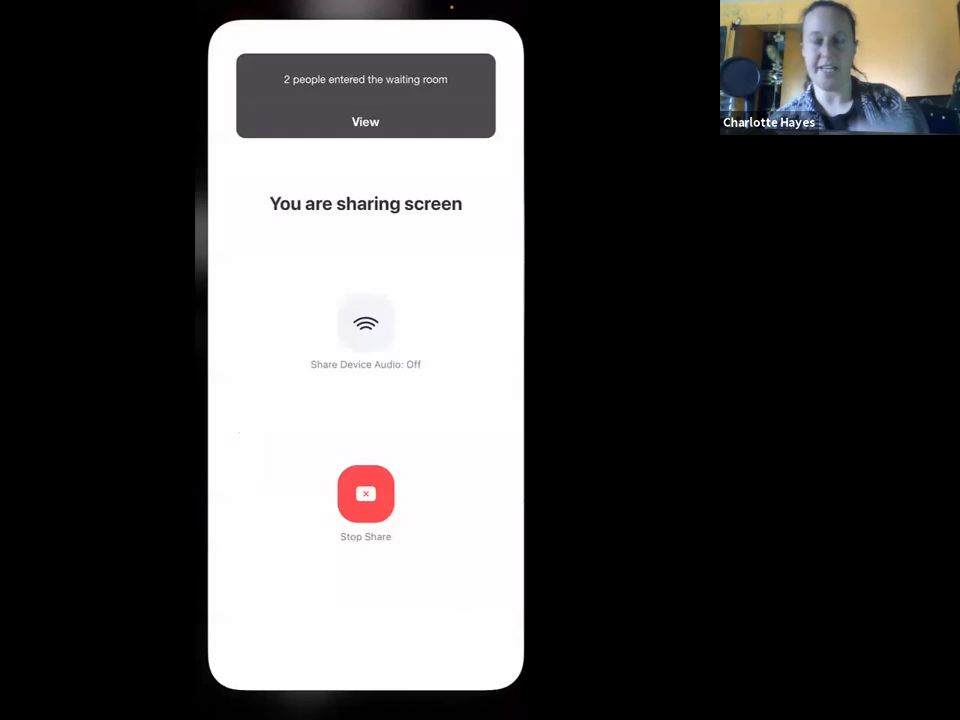 2 people entered the waiting room
View
You are sharing screen
Share Device Audio: Off
Stop Share
Charlotte Hayes